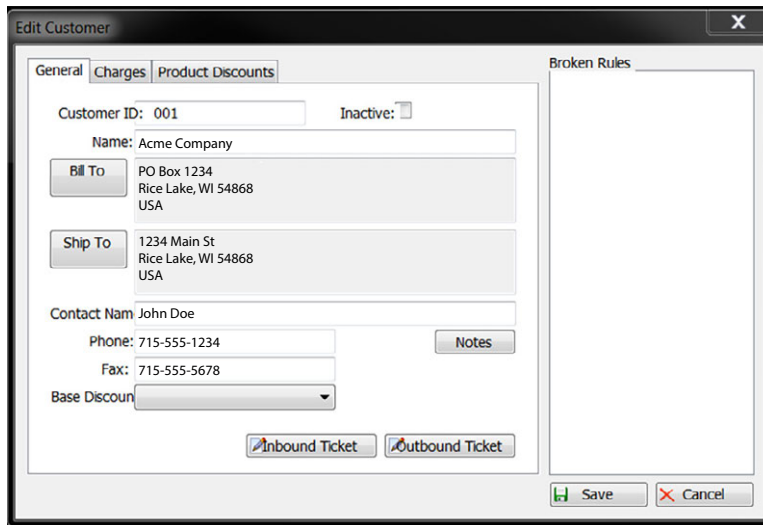 Edit Customer
X
General Charges Product Discounts
Broken Rules
Customer ID: 001 Inactive:
Name: Acme Company
Bill To
PO Box 1234
Rice Lake, WI 54868
USA
Ship To
1234 Main St
Rice Lake, WI 54868
USA
Contact Nam John Doe
Phone: 715-555-1234 Notes
Fax: 715-555-5678
Base Discoun
Inbound Ticket Outbound Ticket
Save Cancel